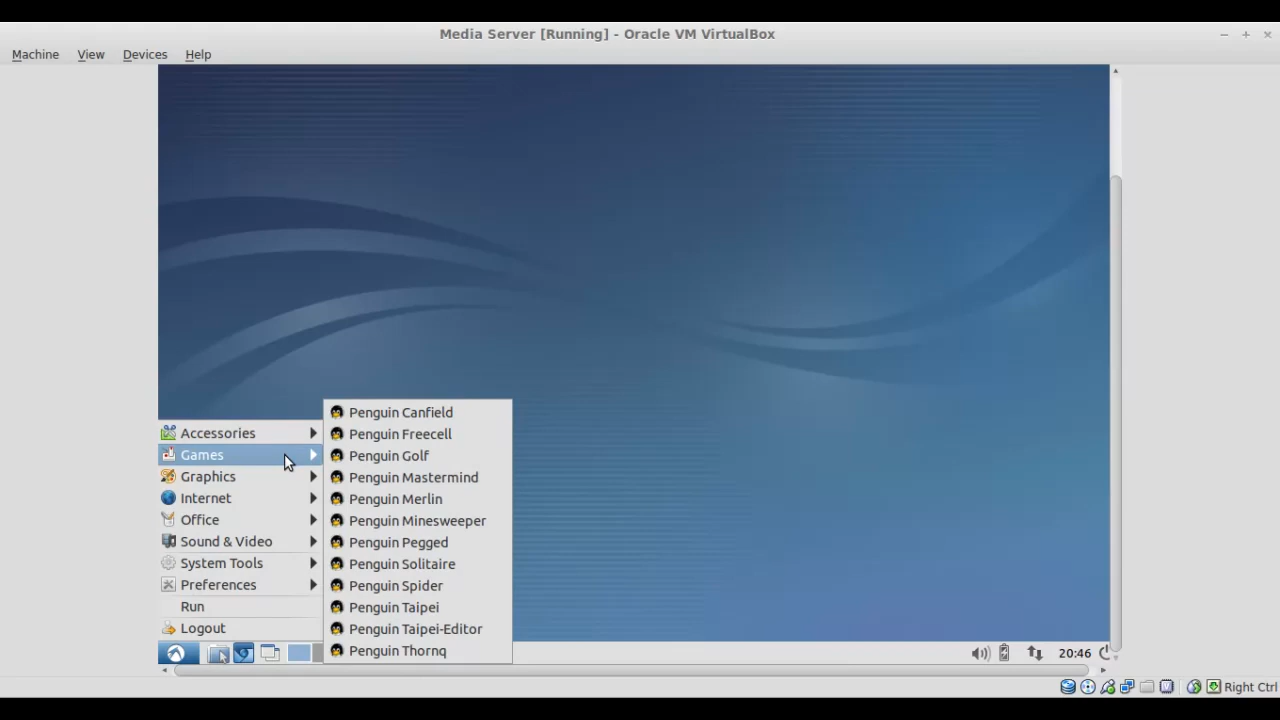 Media Server [Running] - Oracle VM VirtualBox
Machine View Devices Help
Accessories
Games
Graphics
Internet
Office
Sound & Video
System Tools
Preferences
Run
Logout
Penguin Canfield
Penguin Freecell
Penguin Golf
Penguin Mastermind
Penguin Merlin
Penguin Minesweeper
Penguin Pegged
Penguin Solitaire
Penguin Spider
Penguin Taipei
Penguin Taipei-Editor
Penguin Thornq
20:46
Right Ctrl